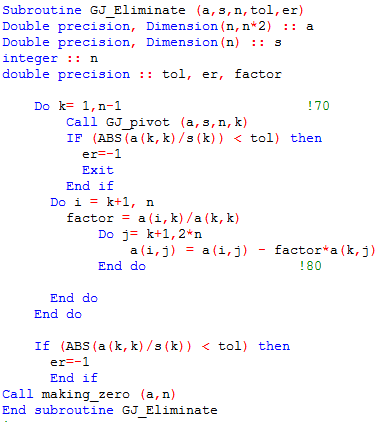 Subroutine GJ_Eliminate (a,s,n,tol,er)
Double precision, Dimension(n,n*2) :: a
Double precision, Dimension(n) :: s
integer :: n
double precision :: tol, er, factor
Do k= 1,n-1 !70
Call GJ_pivot (a,s,n,k)
IF (ABS(a(k,k)/s(k)) < tol) then
er=-1
Exit
End if
Do i = k+1, n
factor = a(i,k)/a(k,k)
Do j= k+1,2*n
a(i,j) = a(i,j) - factor*a(k,j)
End do !80
End do
End do
If (ABS(a(k,k)/s(k)) < tol) then
er=-1
End if
Call making_zero (a,n)
End subroutine GJ_Eliminate